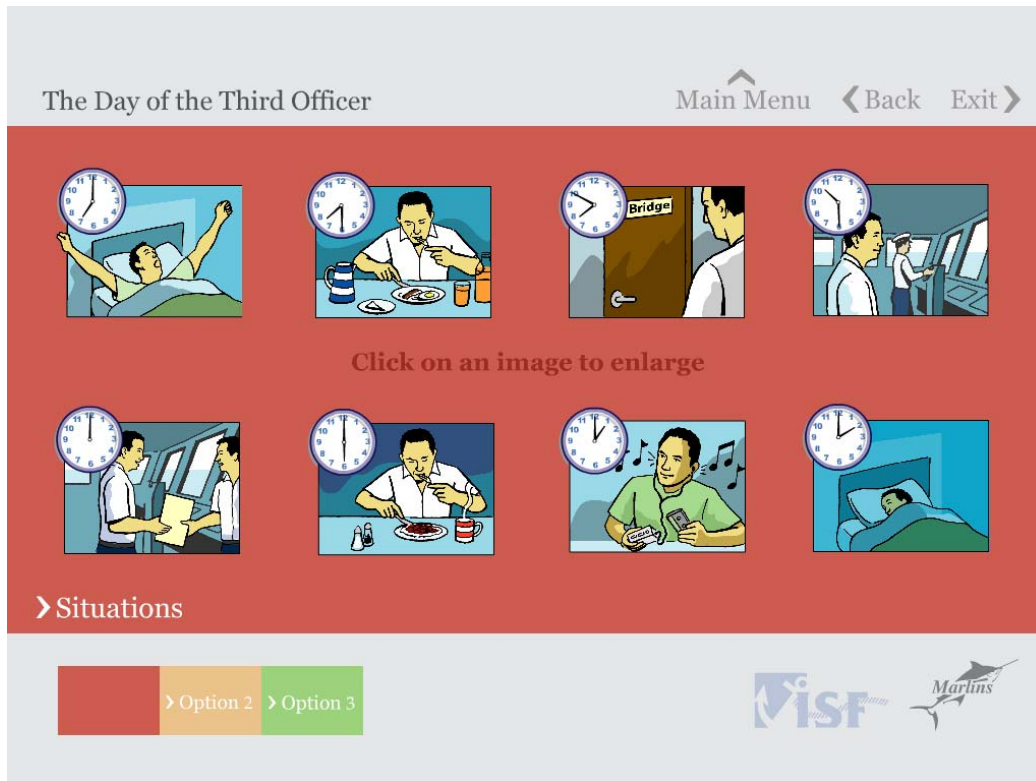 The Day of the Third Officer
Main Menu
Back
Exit
Bridge
Click on an image to enlarge
Situations
Option 2
Option 3
ISF
Marlins